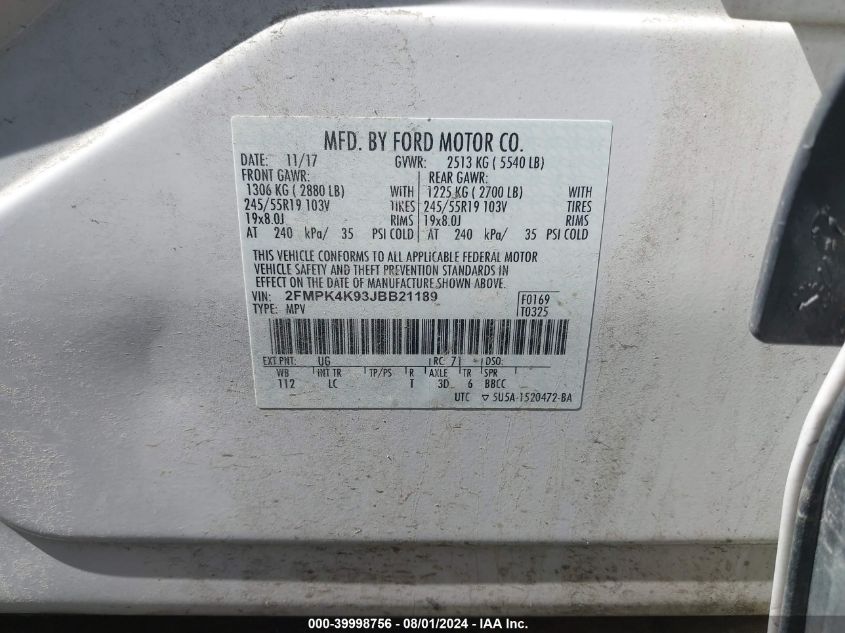 MFD. BY FORD MOTOR CO.
DATE: 11/17 GVWR: 2513 KG ( 5540 LB)
FRONT GAWR: REAR GAWR:
1306 KG ( 2880 LB) WITH 1225 KG ( 2700 LB) WITH
245/55R19 103V TIRES 245/55R19 103V TIRES
19x8.0J RIMS 19x8.0J RIMS
AT 240 kPa/ 35 PSI COLD AT 240 kPa/ 35 PSI COLD
THIS VEHICLE CONFORMS TO ALL APPLICABLE FEDERAL MOTOR
VEHICLE SAFETY AND THEFT PREVENTION STANDARDS IN
EFFECT ON THE DATE OF MANUFACTURE SHOWN ABOVE.
VIN: 2FMPK4K93JBB21189 F0169
TYPE: MPV T0325
EXT PNT: UG RC: 7 DSO:
WB INT TR TP/PS R AXLE TR SPR
112 LC T 3D 6 BBCC
UTC ▽ 5U5A-1520472-BA
000-39998756 - 08/01/2024 - IAAI.com.